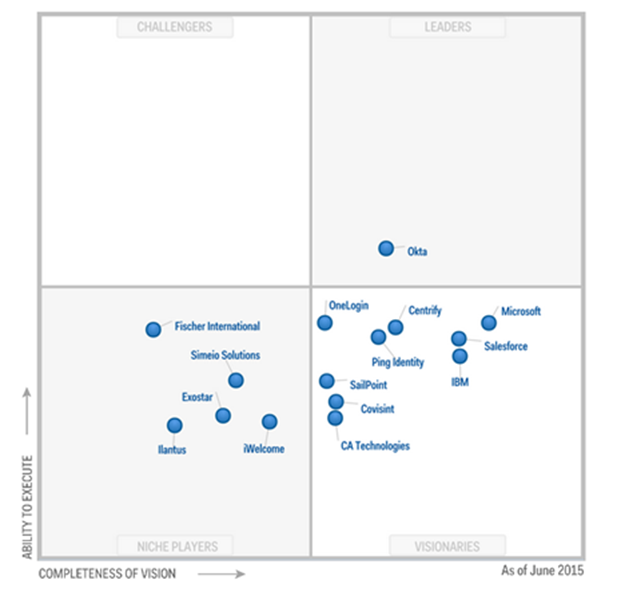 CHALLENGERS
LEADERS
Okta
OneLogin
Centrify
Microsoft
Fischer International
Salesforce
Simeio Solutions
Ping Identity
IBM
SailPoint
Exostar
Covisint
CA Technologies
Ilantus
iWelcome
NICHE PLAYERS
VISIONARIES
ABILITY TO EXECUTE
COMPLETENESS OF VISION
As of June 2015